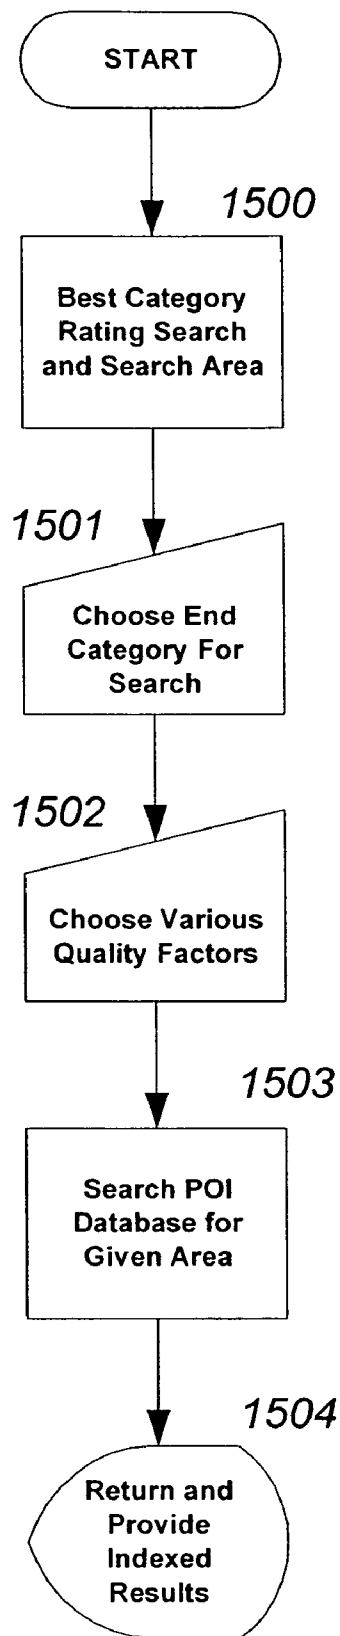 START
1500
Best Category
Rating Search
and Search Area
1501
Choose End
Category For
Search
1502
Choose Various
Quality Factors
1503
Search POI
Database for
Given Area
1504
Return and
Provide
Indexed
Results